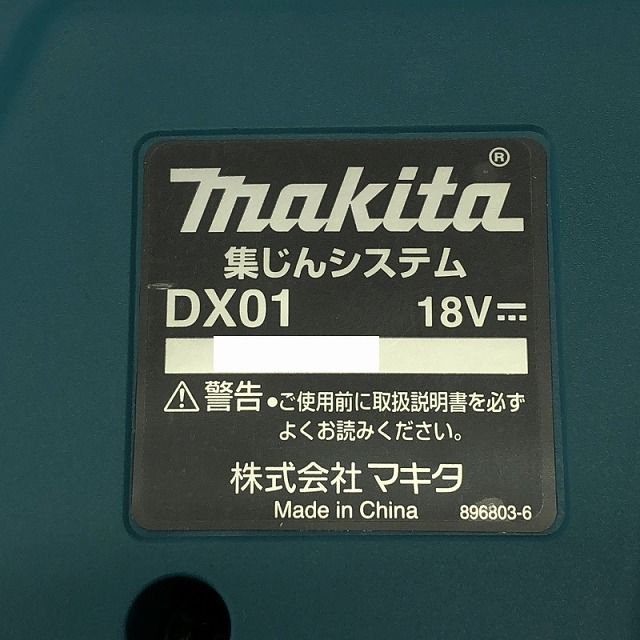 makita®
集じんシステム
DX01 18V⎓
⚠警告 ●ご使用前に取扱説明書を必ず
よくお読みください。
株式会社マキタ
Made in China 896803-6